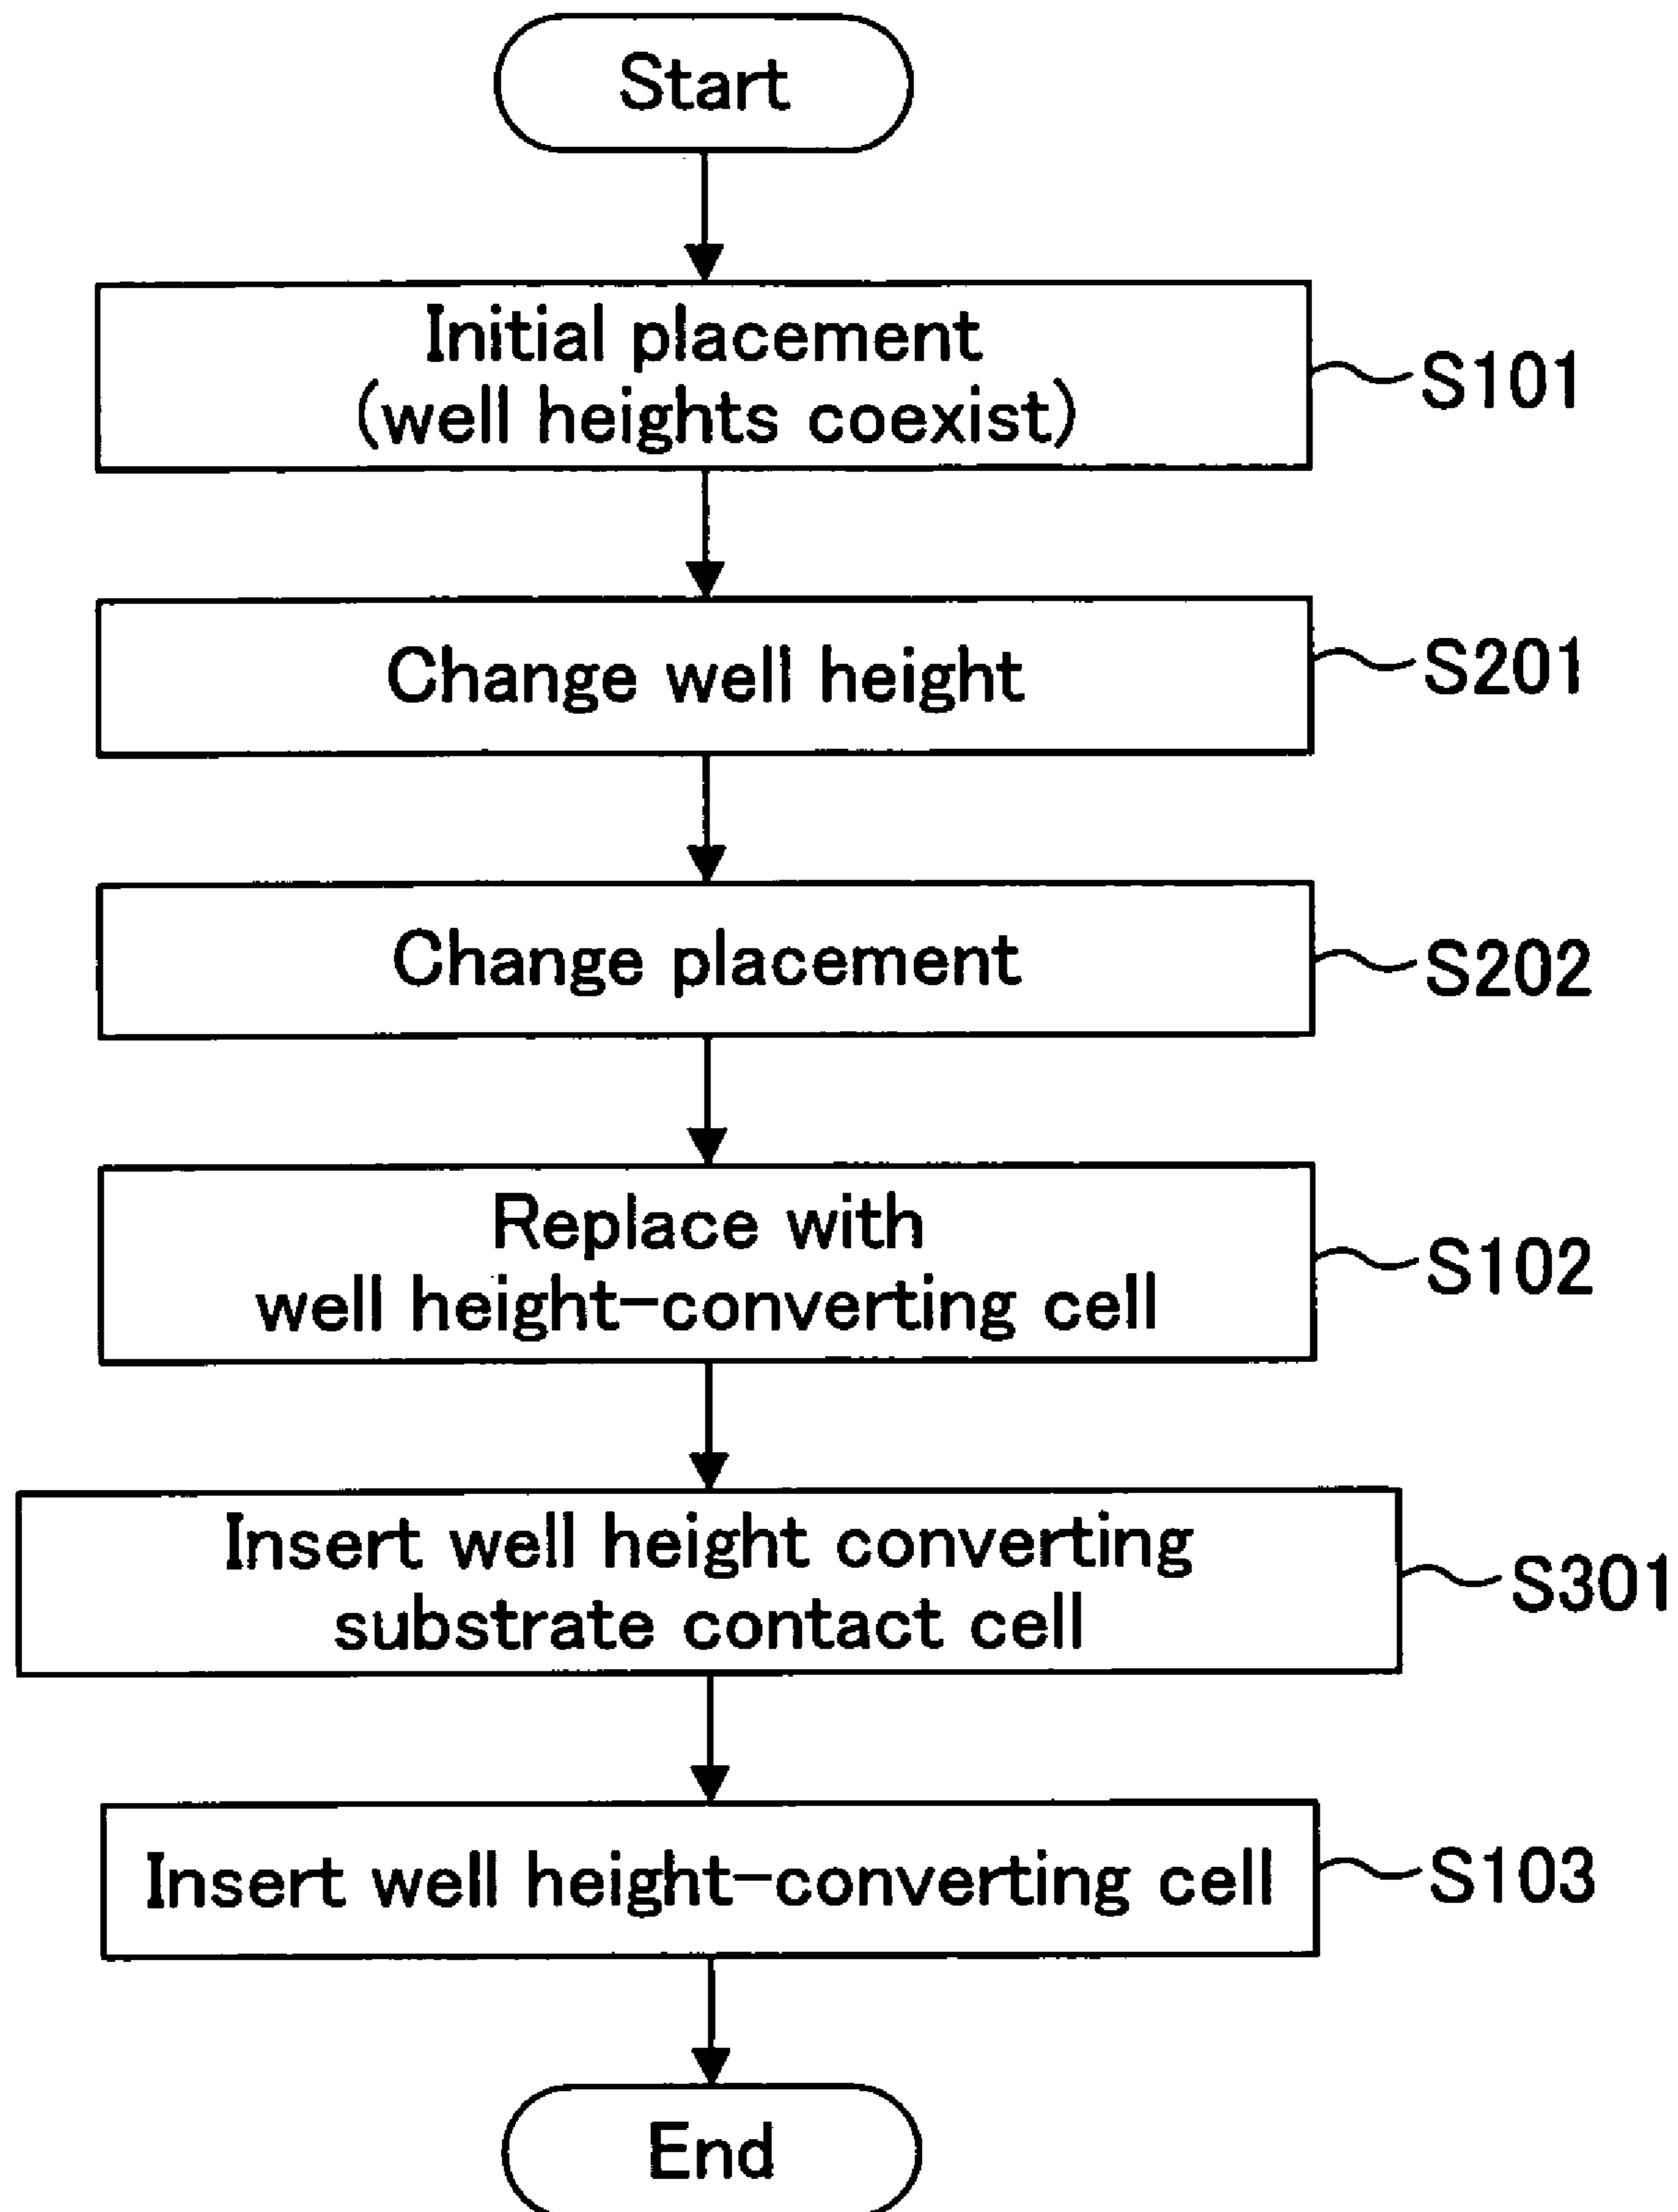 Start
Initial placement
(well heights coexist)
S101
Change well height
S201
Change placement
S202
Replace with
well height-converting cell
S102
Insert well height converting
substrate contact cell
S301
Insert well height-converting cell
S103
End